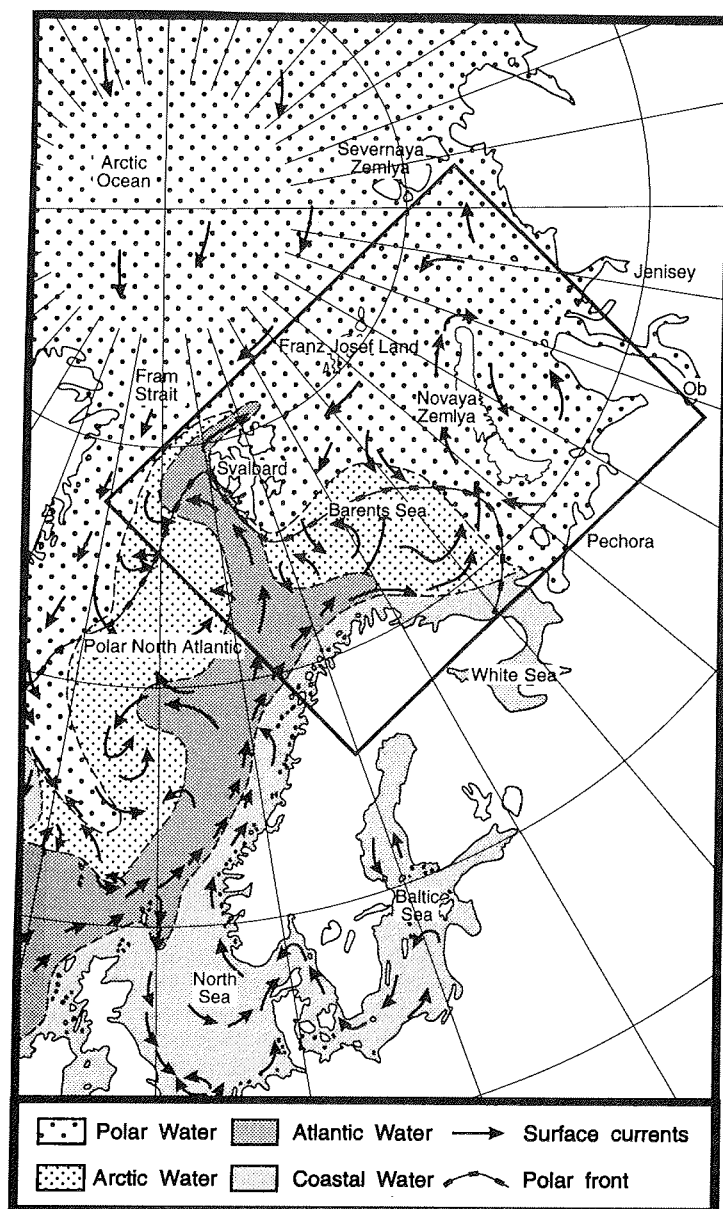 Arctic
Ocean
Severnaya
Zemlya
Jenisey
Franz Josef Land
Fram
Strait
Ob
Novaya
Zemlya
Svalbard
Barents Sea
Pechora
Polar North Atlantic
White Sea
Baltic
Sea
North
Sea
Polar Water
Atlantic Water
Surface currents
Arctic Water
Coastal Water
Polar front